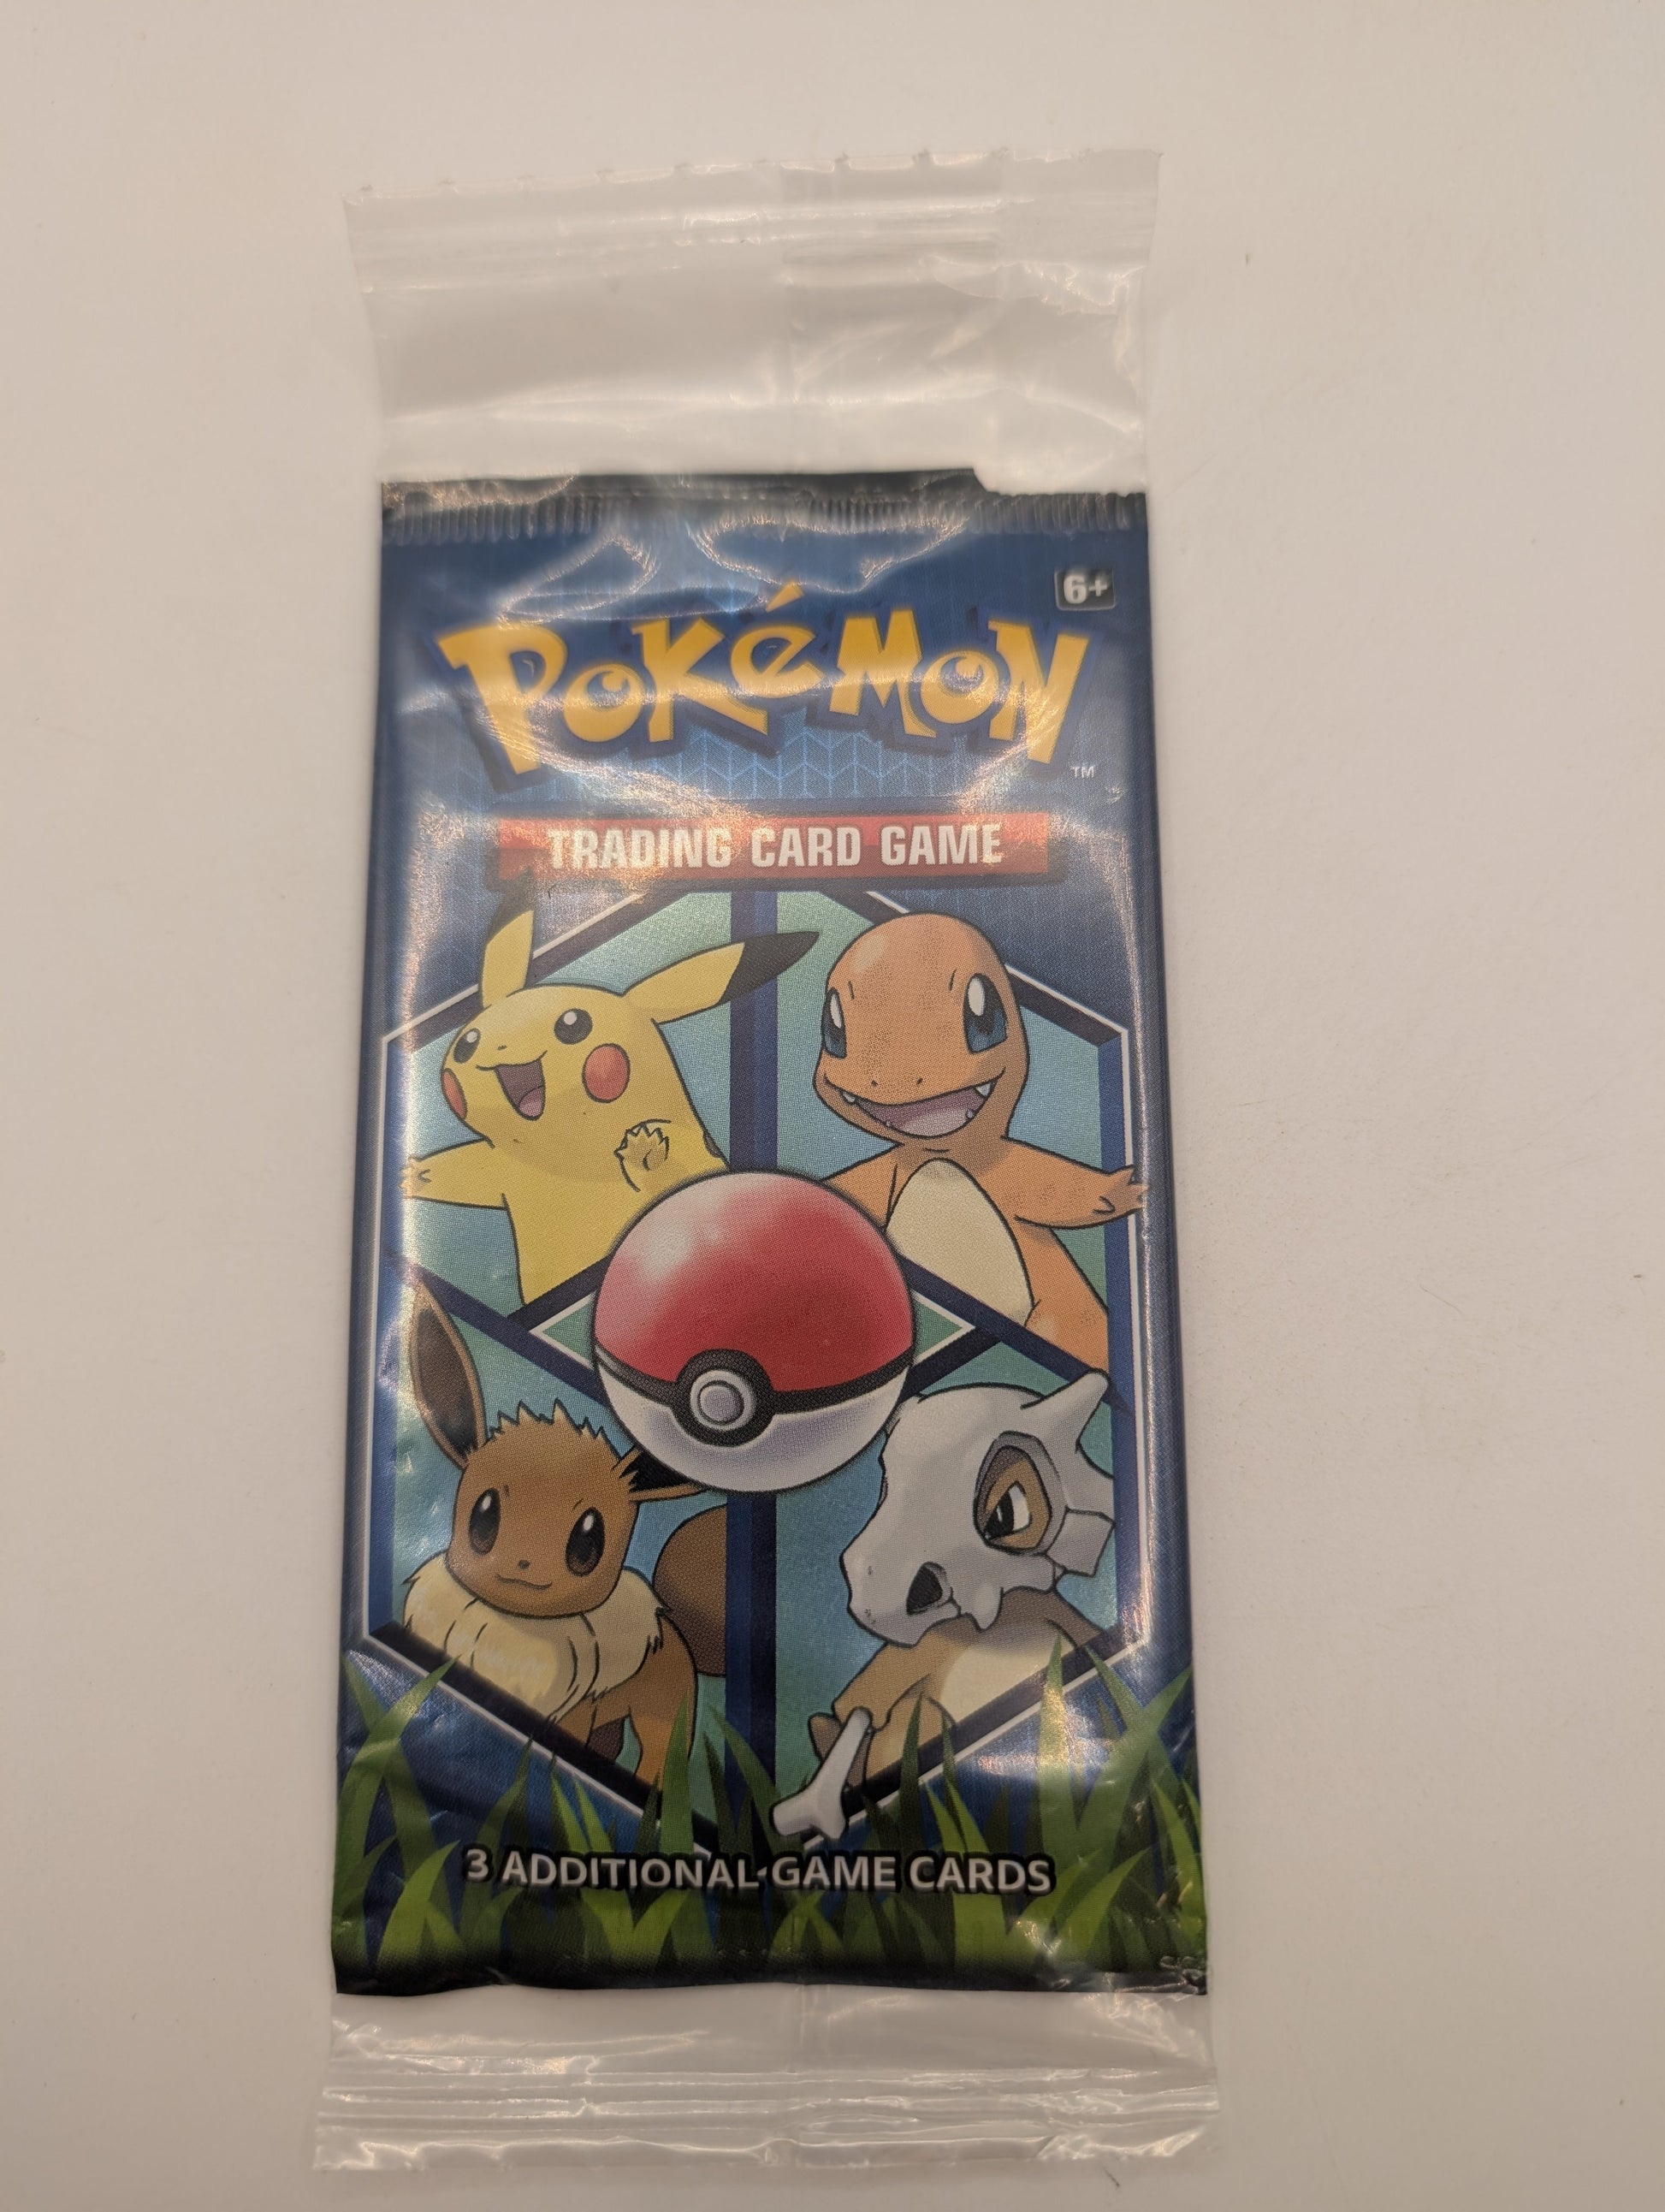 6+
POKéMON
TM
TRADING CARD GAME
3 ADDITIONAL GAME CARDS